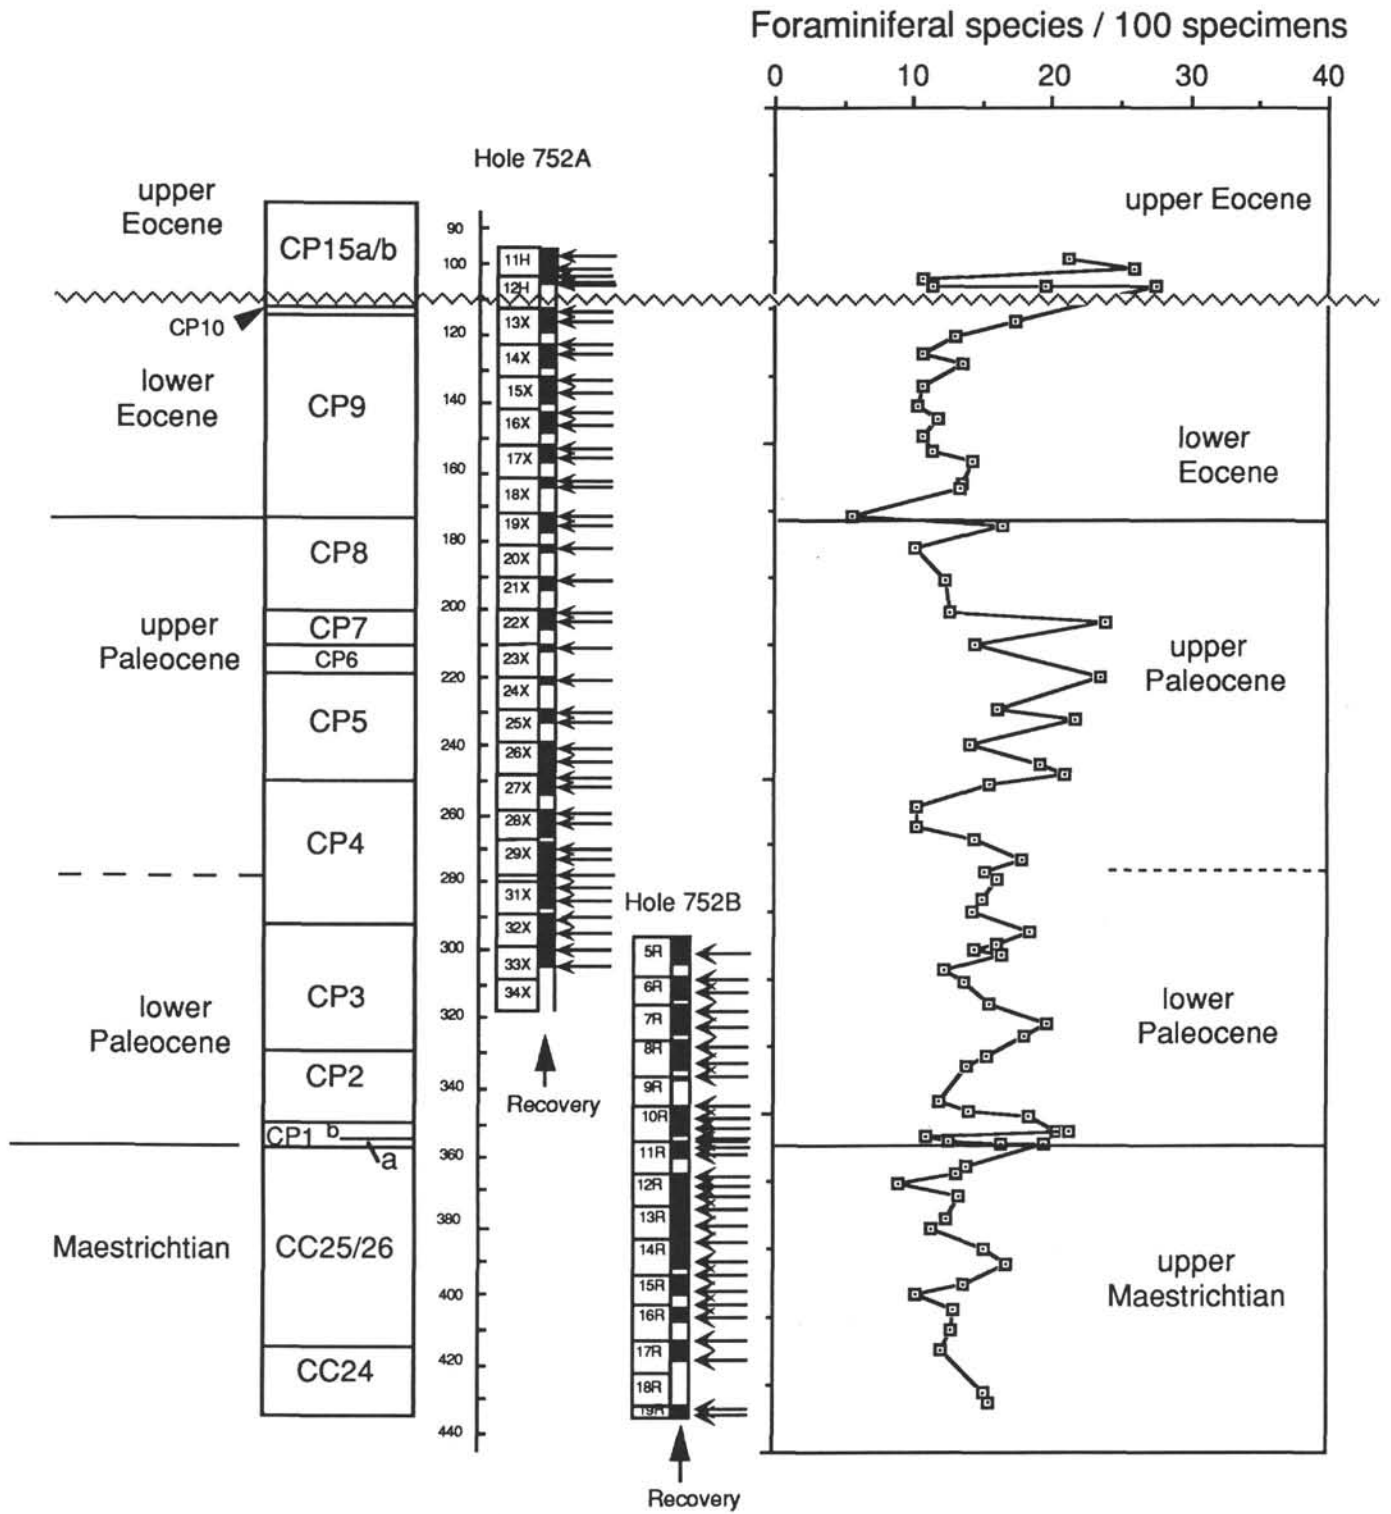 Foraminiferal species / 100 specimens
0 10 20 30 40
Hole 752A
upper
Eocene
CP15a/b
CP10
lower
Eocene
CP9
CP8
upper
Paleocene
CP7
CP6
CP5
CP4
lower
Paleocene
CP3
CP2
CP1 b
a
Maestrichtian
CC25/26
CC24
90
100
120
140
160
180
200
220
240
260
280
300
320
340
360
380
400
420
440
11H
12H
13X
14X
15X
16X
17X
18X
19X
20X
21X
22X
23X
24X
25X
26X
27X
28X
29X
31X
32X
33X
34X
Recovery
Hole 752B
5R
6R
7R
8R
9R
10R
11R
12R
13R
14R
15R
16R
17R
18R
19R
Recovery
upper Eocene
lower
Eocene
upper
Paleocene
lower
Paleocene
upper
Maestrichtian